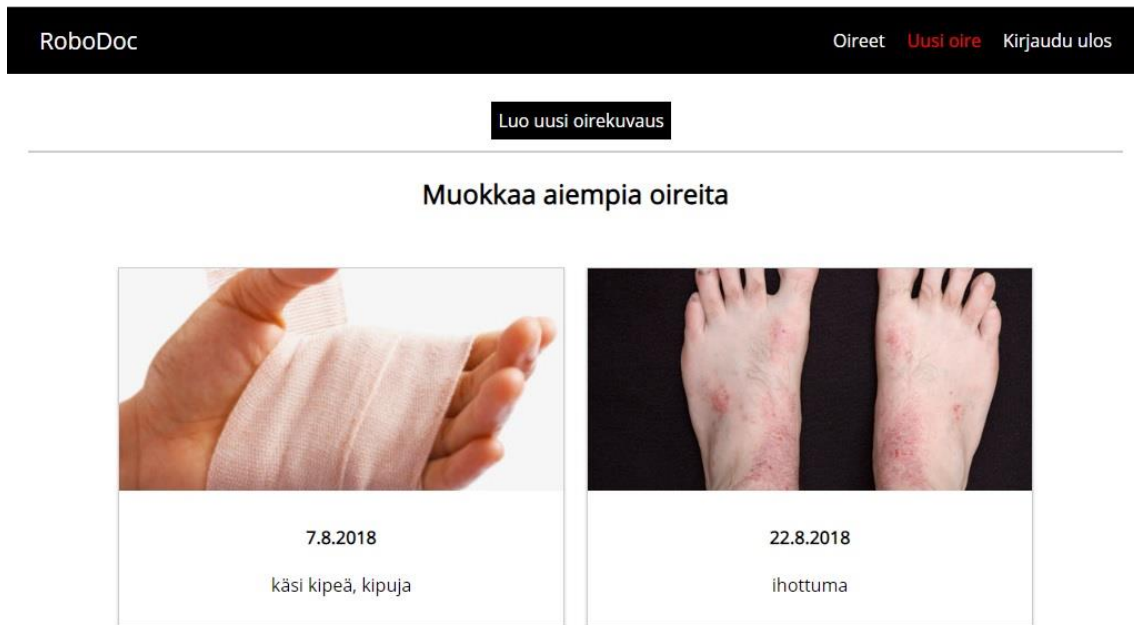 RoboDoc
Oireet Uusi oire Kirjaudu ulos
Luo uusi oirekuvaus
Muokkaa aiempia oireita
7.8.2018
käsi kipeä, kipuja
22.8.2018
ihottuma